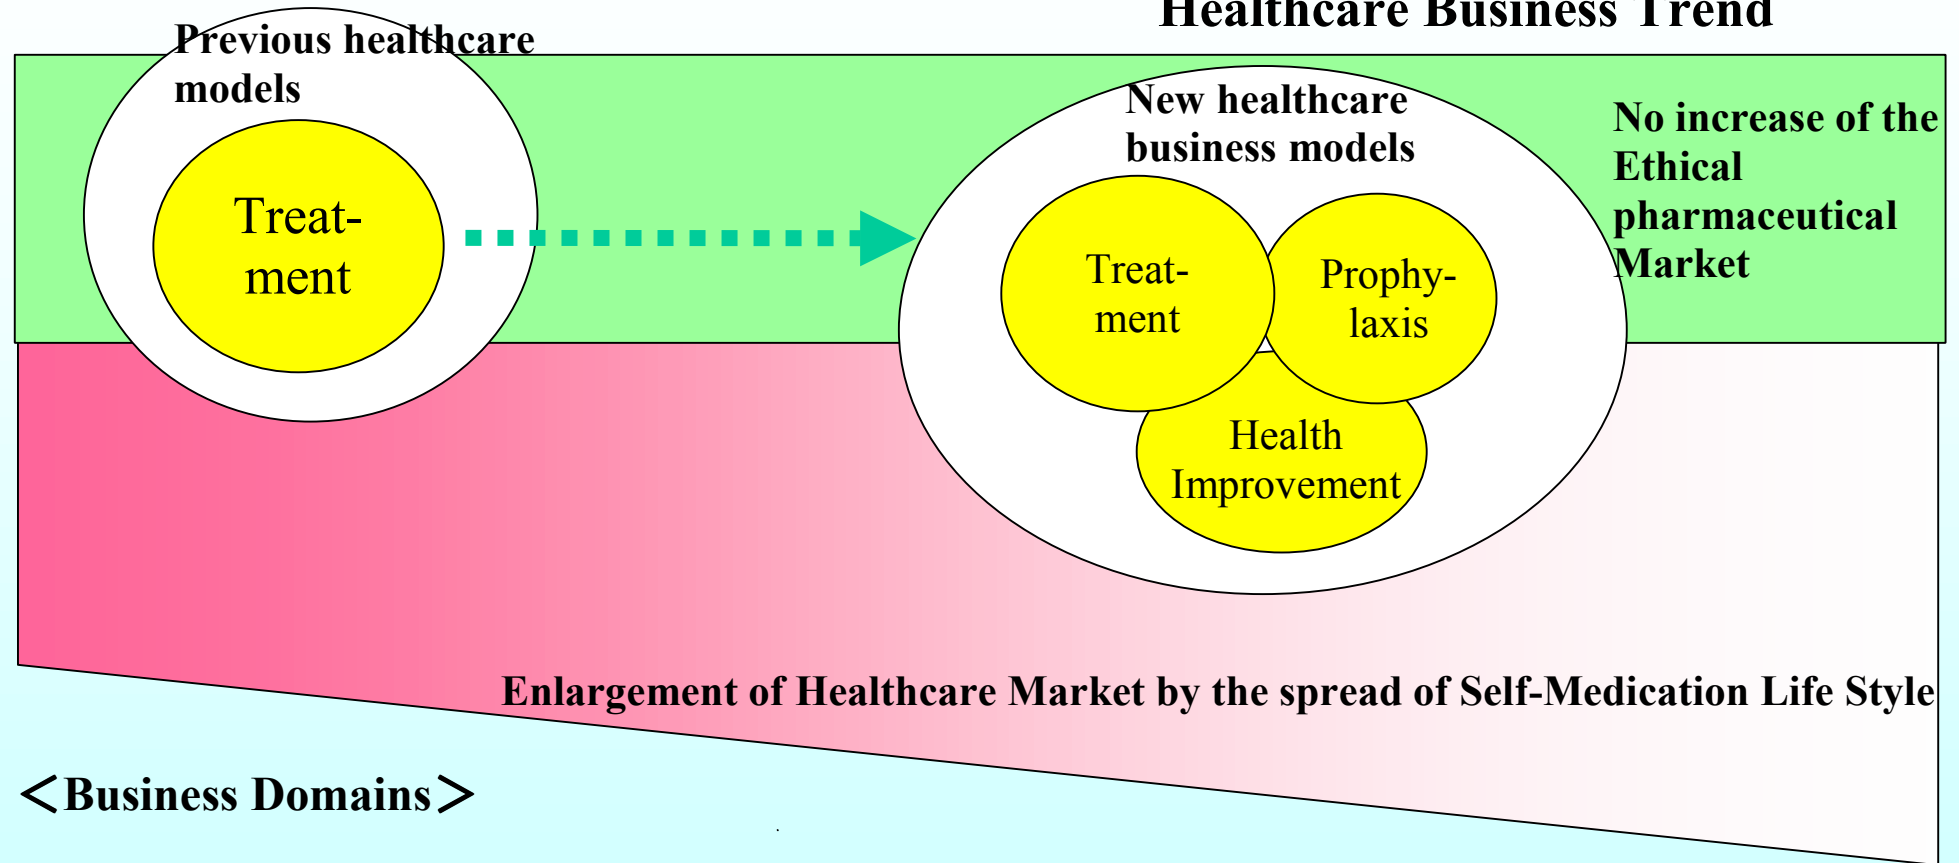 Healthcare Business Trend
Previous healthcare
models
New healthcare
business models
No increase of the
Ethical
pharmaceutical
Market
Treat-
ment
Treat-
ment
Prophy-
laxis
Health
Improvement
Enlargement of Healthcare Market by the spread of Self-Medication Life Style
＜Business Domains＞